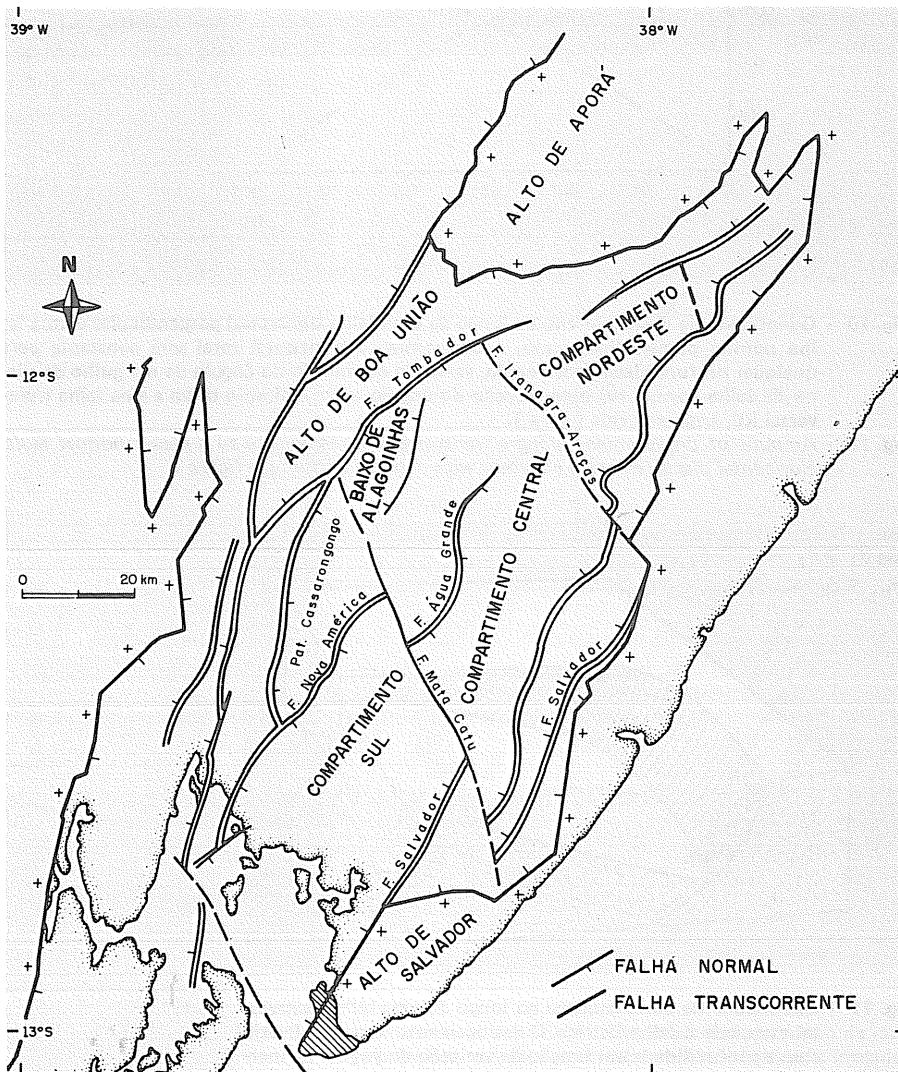 39° W
38° W
ALTO DE APORÁ
N
ALTO DE BOA UNIÃO
F. Tombador
COMPARTIMENTO
NORDESTE
12°S
F. Itanagra-Araças
BAIXO DE
ALAGOINHAS
F. Água Grande
COMPARTIMENTO CENTRAL
Pat. Cassarongongo
0 20 km
F. Nova América
F. Mata Catu
F. Salvador
COMPARTIMENTO
SUL
F. Salvador
ALTO DE
SALVADOR
FALHÁ NORMAL
FALHA TRANSCORRENTE
13°S